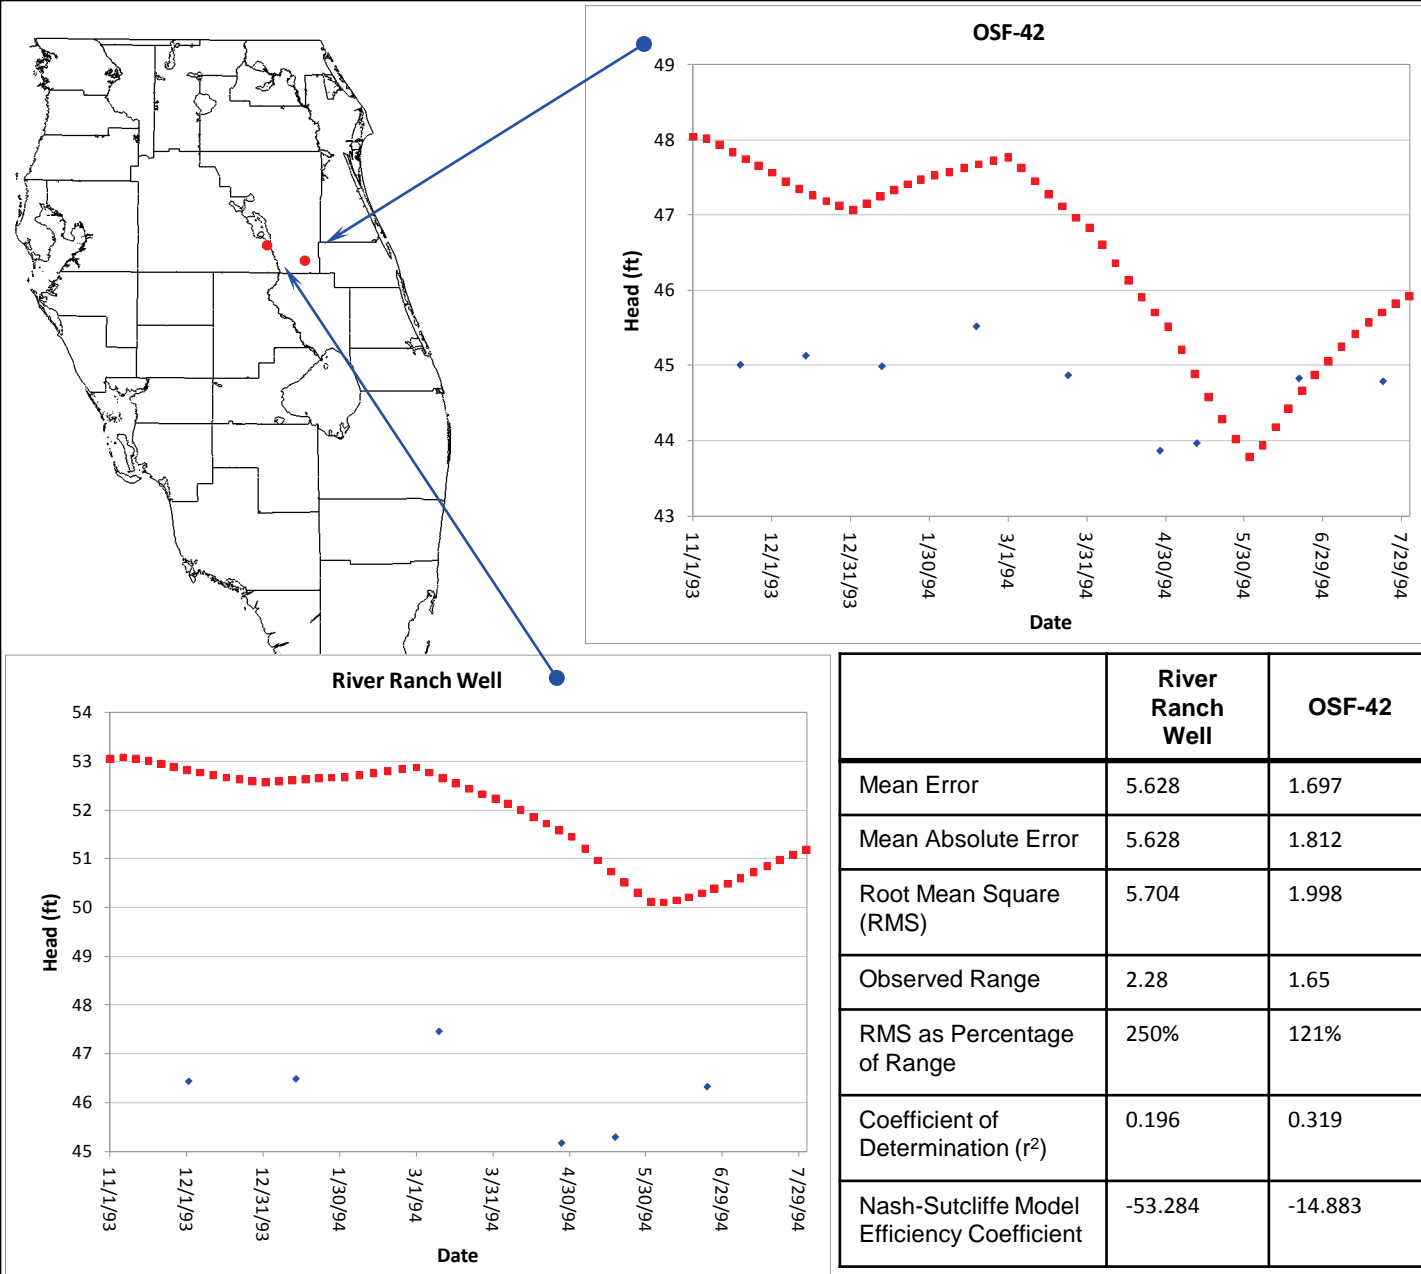 OSF-42
49
48
47
46
45
44
43
Head (ft)
11/1/93
12/1/93
12/31/93
1/30/94
3/1/94
3/31/94
4/30/94
5/30/94
6/29/94
7/29/94
Date
River Ranch Well
54
53
52
51
50
49
48
47
46
45
Head (ft)
11/1/93
12/1/93
12/31/93
1/30/94
3/1/94
3/31/94
4/30/94
5/30/94
6/29/94
7/29/94
Date
River
Ranch
Well
OSF-42
Mean Error
5.628
1.697
Mean Absolute Error
5.628
1.812
Root Mean Square
(RMS)
5.704
1.998
Observed Range
2.28
1.65
RMS as Percentage
of Range
250%
121%
Coefficient of
Determination (r²)
0.196
0.319
Nash-Sutcliffe Model
Efficiency Coefficient
-53.284
-14.883